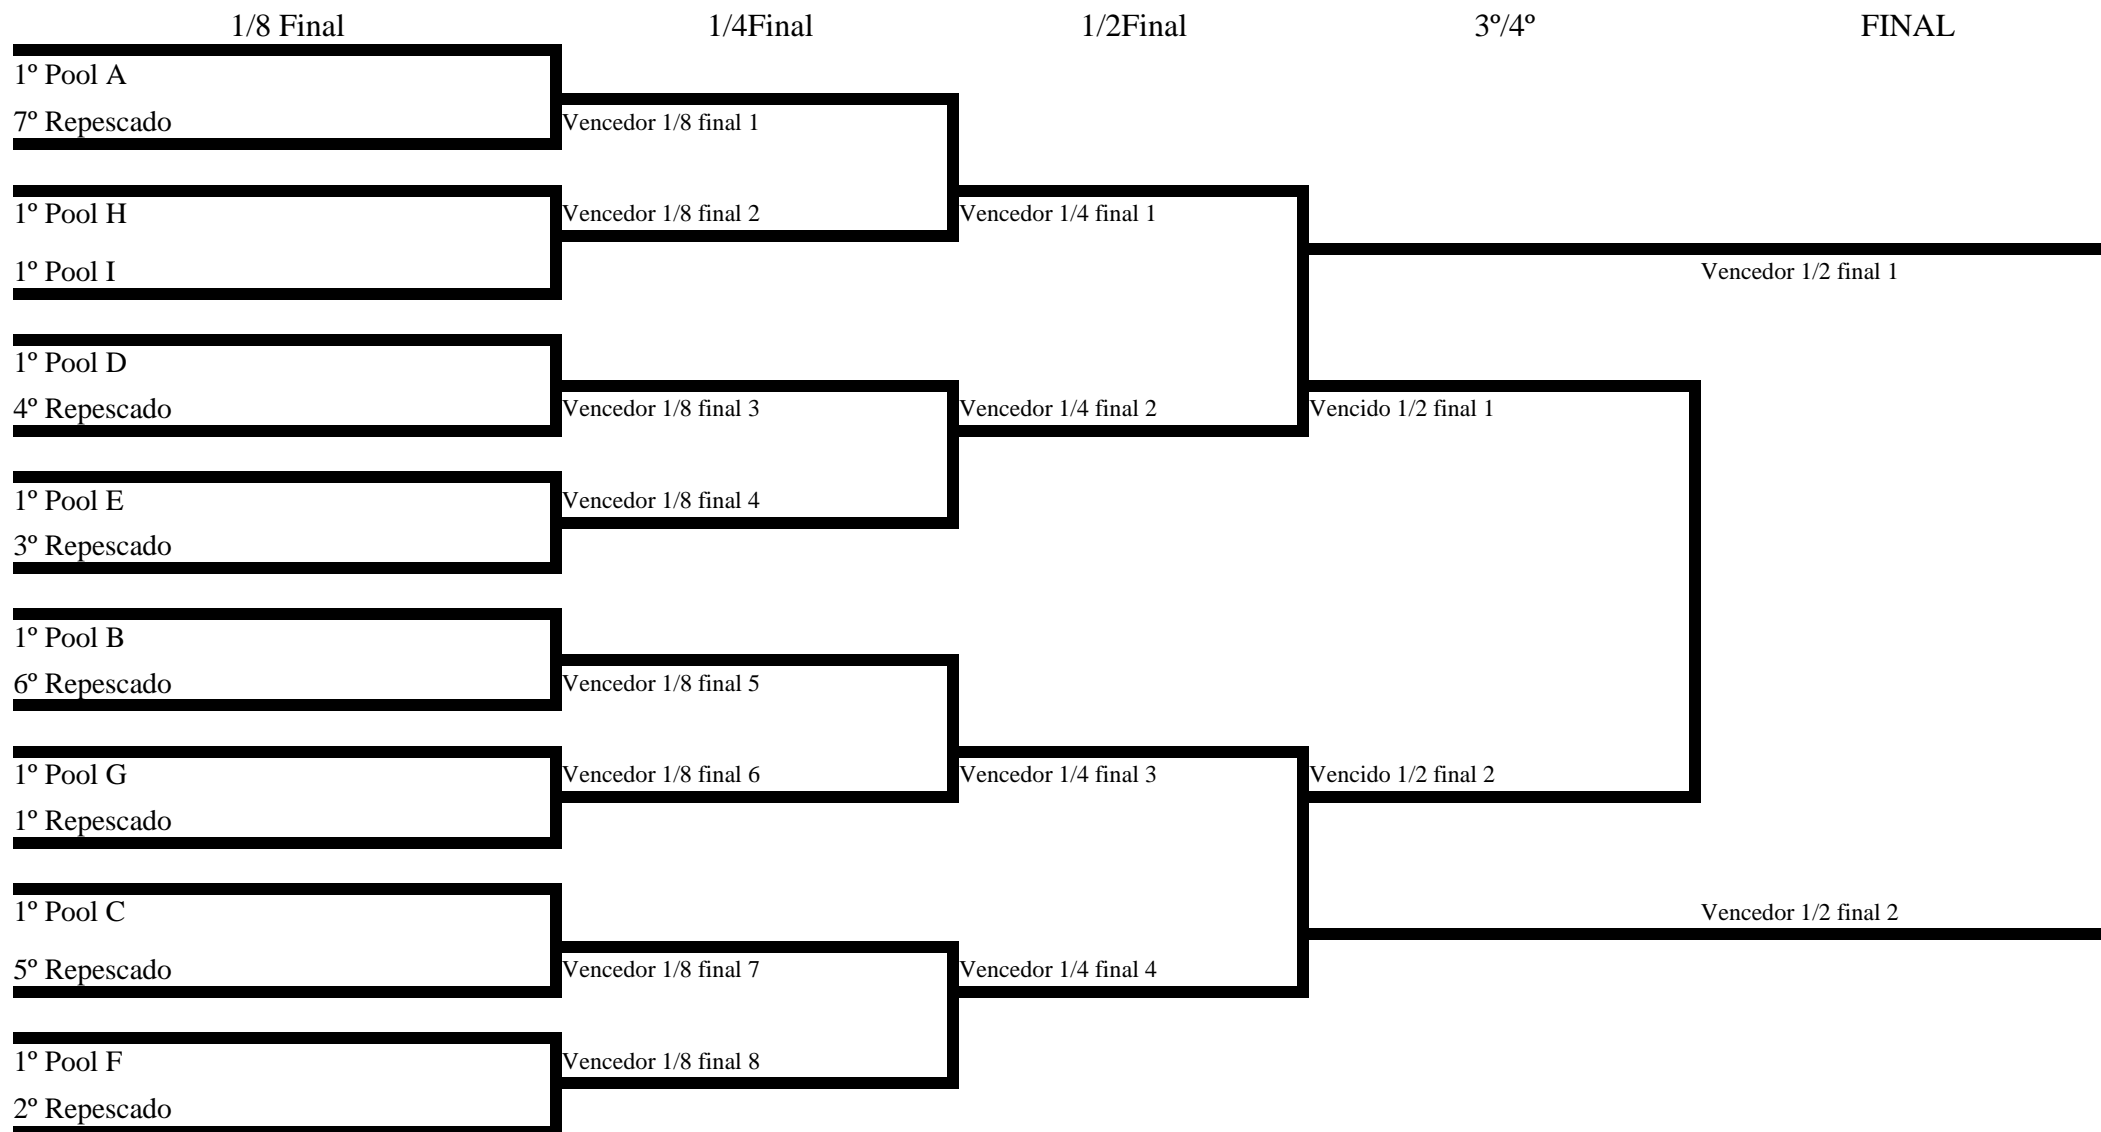 1/8 Final
1/4Final
1/2Final
3º/4º
FINAL
1º Pool A
7º Repescado
Vencedor 1/8 final 1
1º Pool H
Vencedor 1/8 final 2
Vencedor 1/4 final 1
1º Pool I
Vencedor 1/2 final 1
1º Pool D
4º Repescado
Vencedor 1/8 final 3
Vencedor 1/4 final 2
Vencido 1/2 final 1
1º Pool E
Vencedor 1/8 final 4
3º Repescado
1º Pool B
6º Repescado
Vencedor 1/8 final 5
1º Pool G
Vencedor 1/8 final 6
Vencedor 1/4 final 3
Vencido 1/2 final 2
1º Repescado
1º Pool C
Vencedor 1/2 final 2
5º Repescado
Vencedor 1/8 final 7
Vencedor 1/4 final 4
1º Pool F
Vencedor 1/8 final 8
2º Repescado